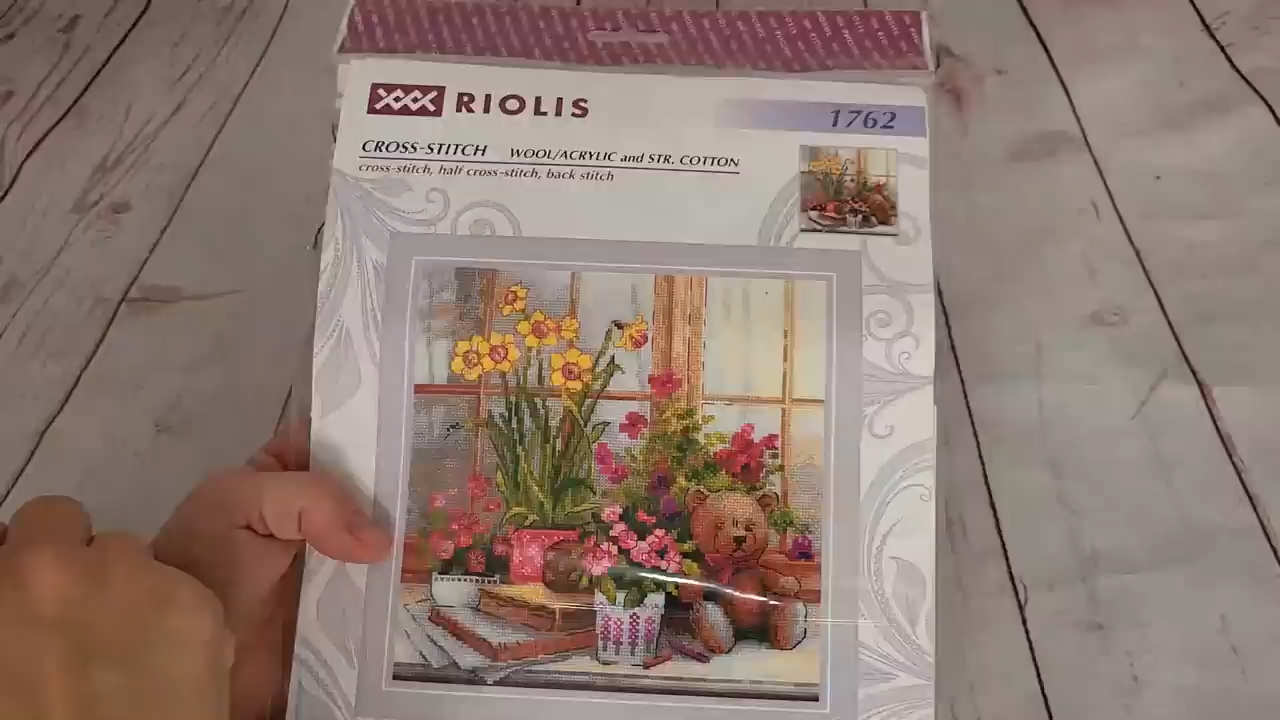 RIOLIS
1762
CROSS-STITCH WOOL/ACRYLIC and STR. COTTON
cross-stitch, half cross-stitch, back stitch